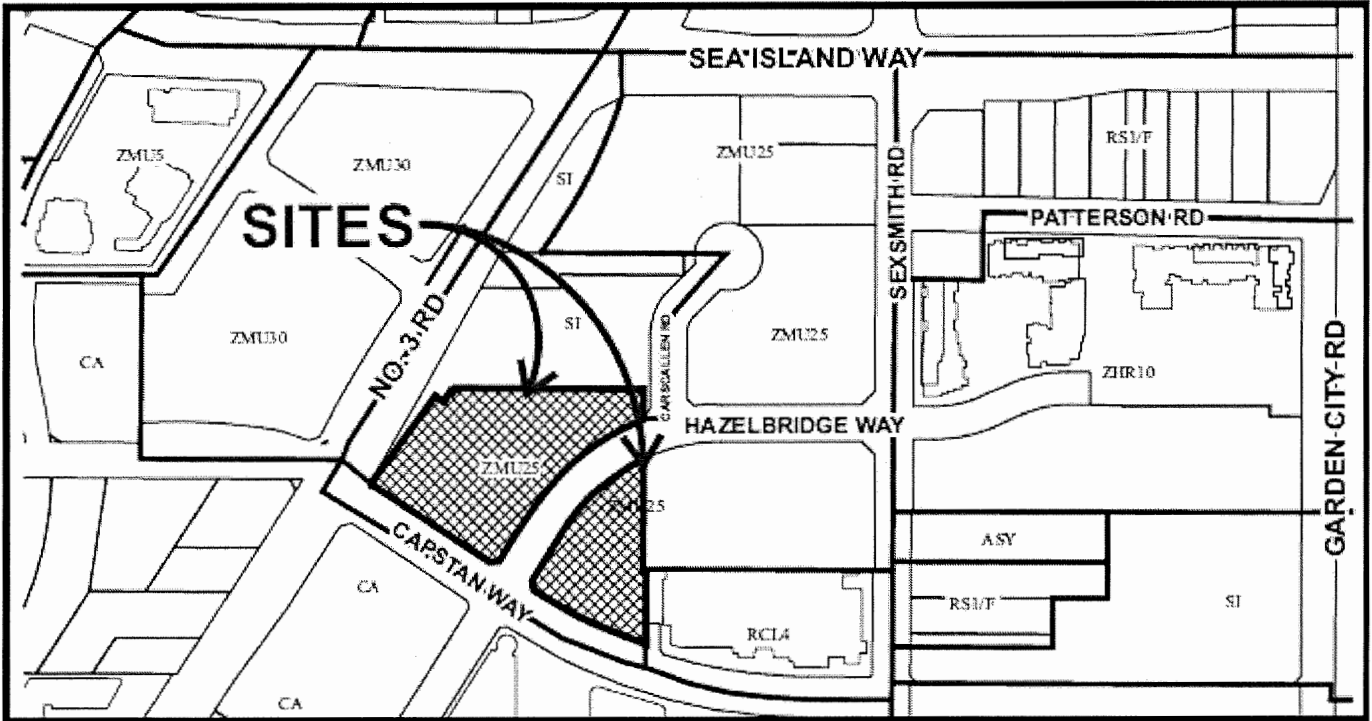 SEA ISLAND WAY
ZMU5
ZMU30
SI
ZMU25
RS1/F
SEXSMITH RD
PATTERSON RD
SITES
ZMU30
NO. 3 RD
SI
CARSCALLEN RD
ZMU25
CA
ZHR10
GARDEN CITY RD
HAZELBRIDGE WAY
ZMU25
ZMU25
CAPSTAN WAY
ASY
CA
RS1/F
SI
RCL4
CA